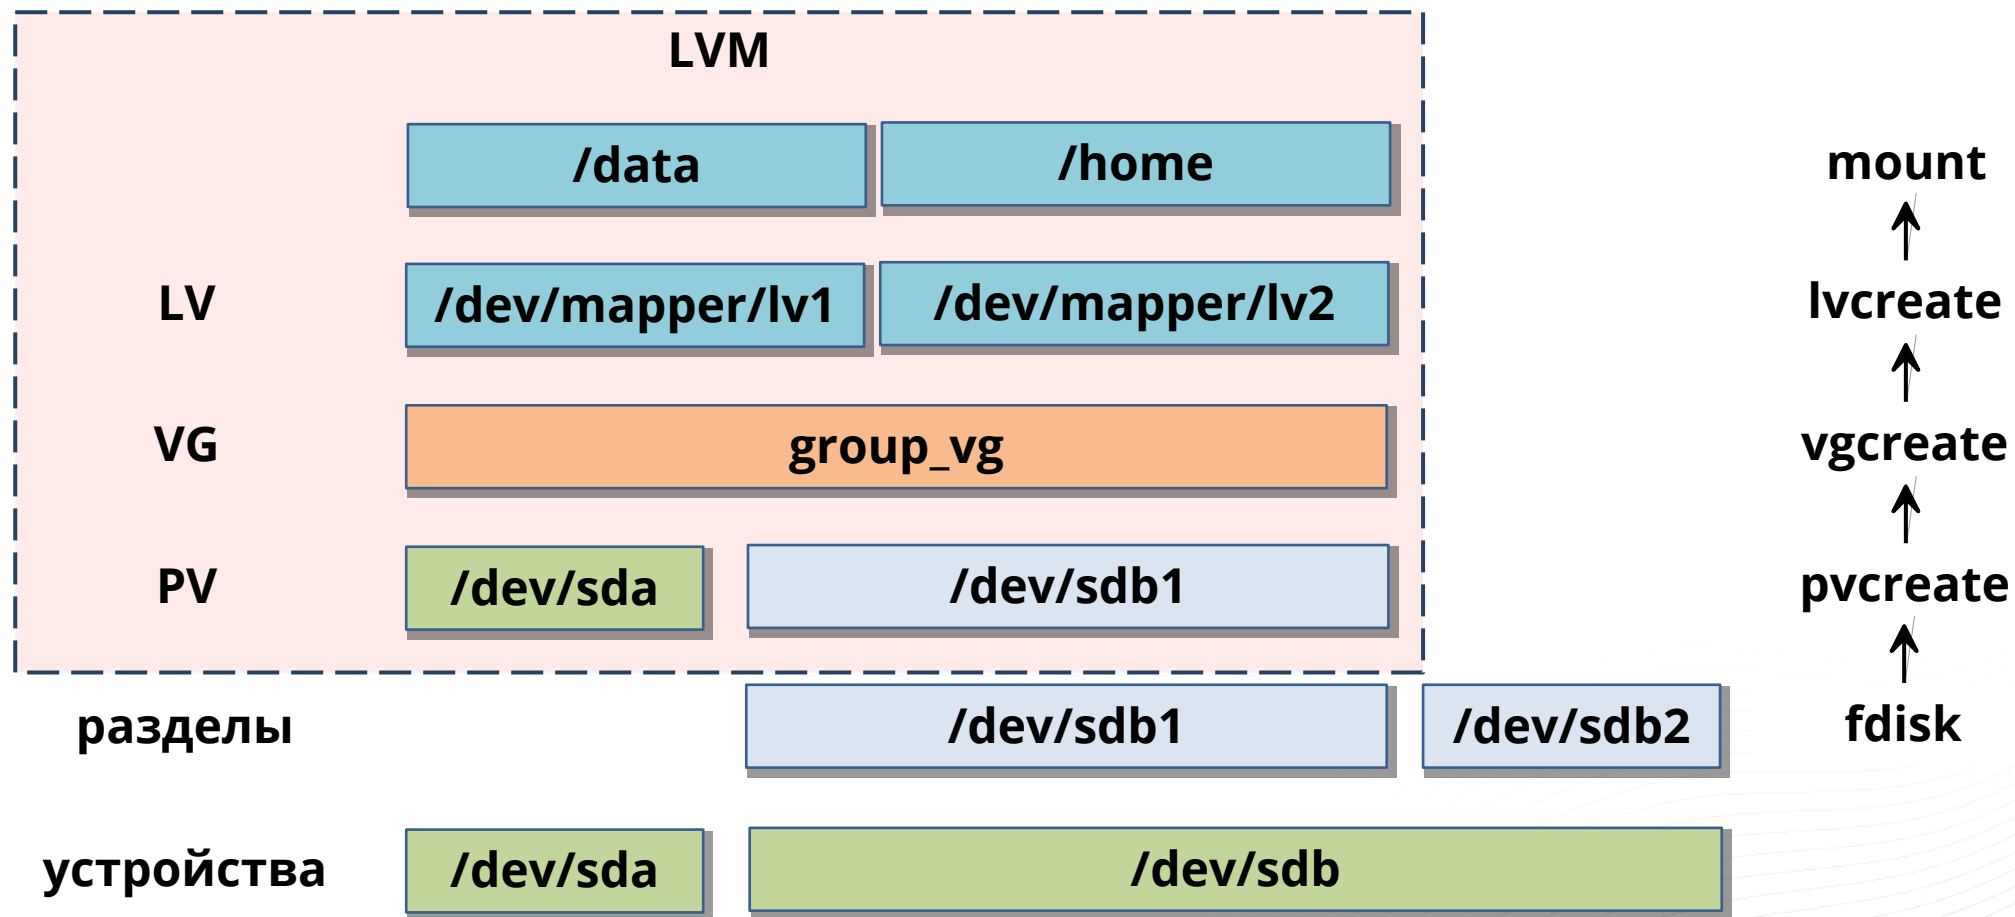 LVM
/data /home mount
LV /dev/mapper/lv1 /dev/mapper/lv2 lvcreate
VG group_vg vgcreate
PV /dev/sda /dev/sdb1 pvcreate
разделы /dev/sdb1 /dev/sdb2 fdisk
устройства /dev/sda /dev/sdb